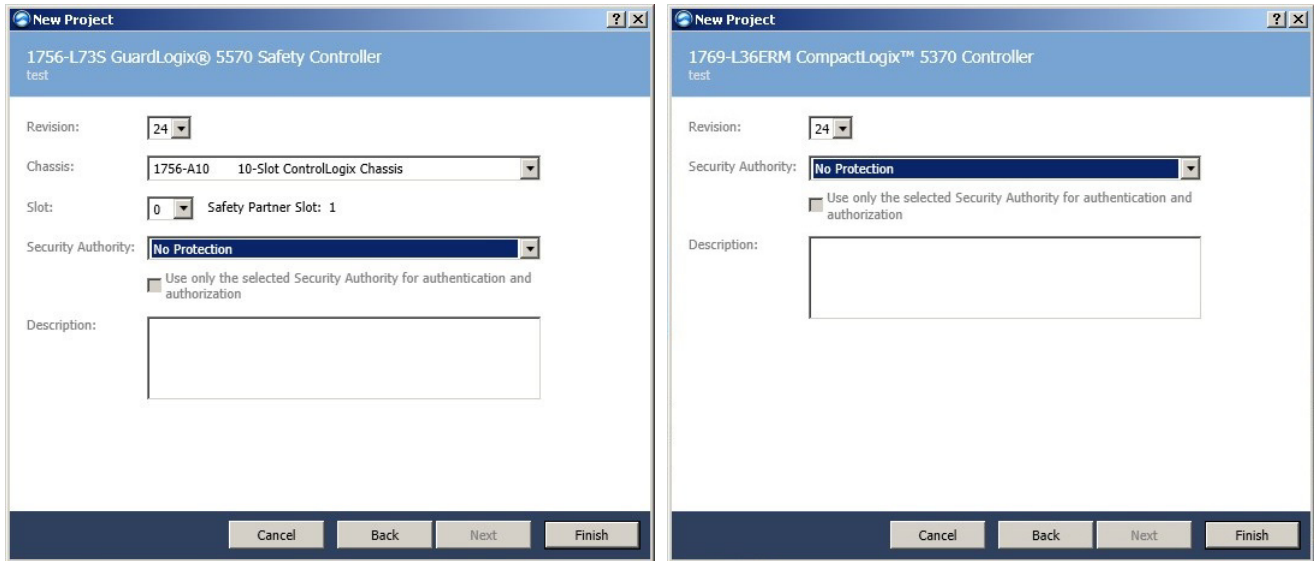 New Project
1756-L73S GuardLogix® 5570 Safety Controller
test
Revision:
24
Chassis:
1756-A10 10-Slot ControlLogix Chassis
Slot:
0
Safety Partner Slot: 1
Security Authority:
No Protection
Use only the selected Security Authority for authentication and
authorization
Description:
Cancel
Back
Next
Finish
New Project
1769-L36ERM CompactLogix™ 5370 Controller
test
Revision:
24
Security Authority:
No Protection
Use only the selected Security Authority for authentication and
authorization
Description:
Cancel
Back
Next
Finish